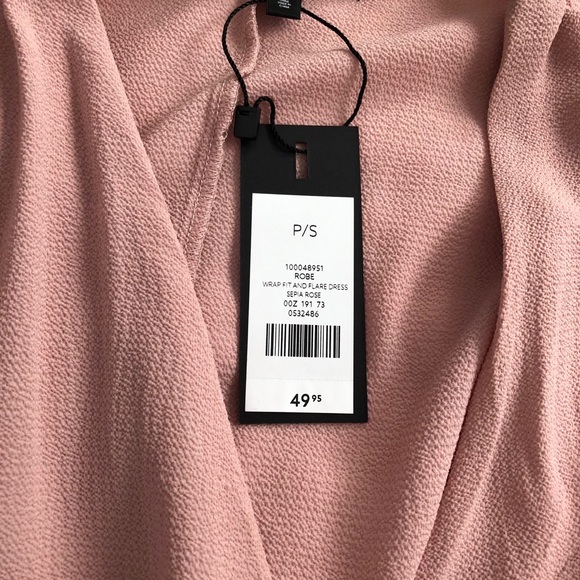 P/S
100048951
ROBE
WRAP FIT AND FLARE DRESS
SEPIA ROSE
00Z 191 73
0532486
49 95